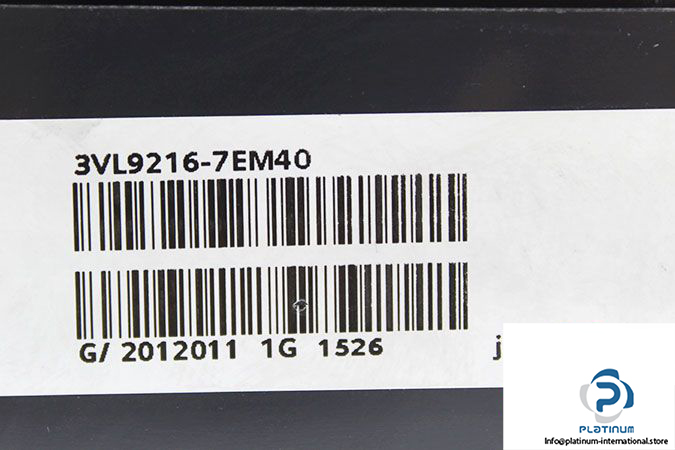 3VL9216-7EM40
G/ 2012011 1G 1526
j
PLATINUM
Info@platinum-international.store